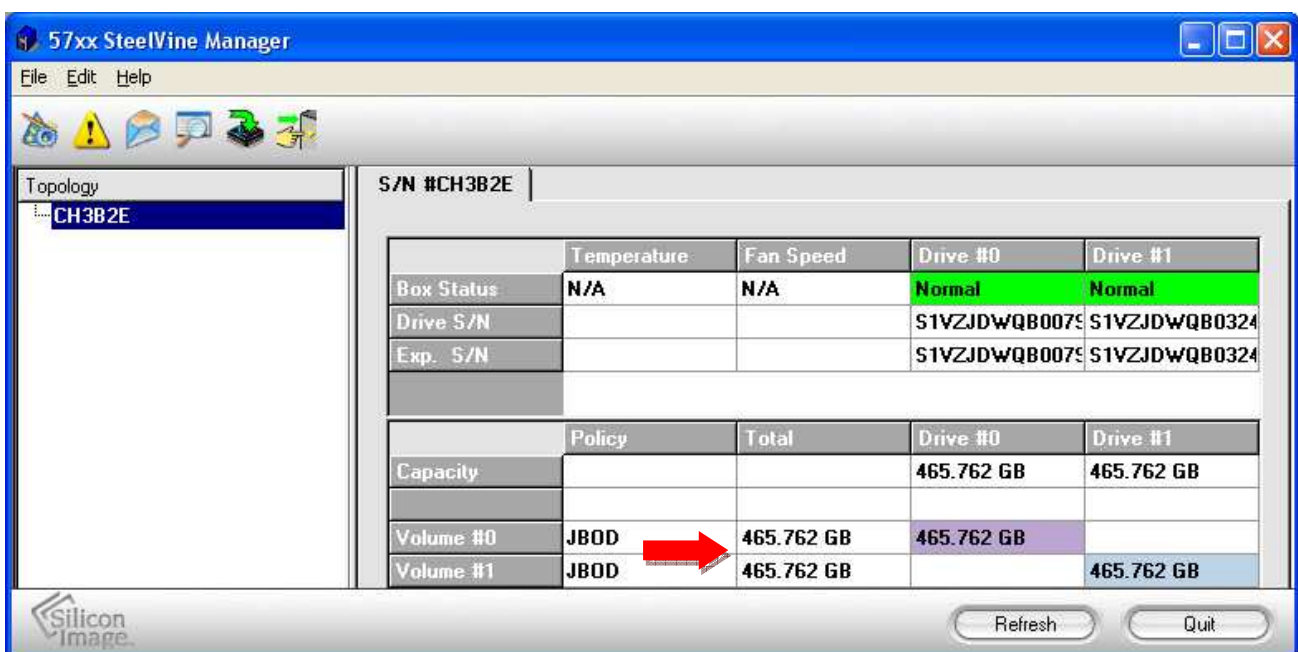 57xx SteelVine Manager
File Edit Help
Topology
CH3B2E
S/N #CH3B2E
Temperature Fan Speed Drive #0 Drive #1
Box Status N/A N/A Normal Normal
Drive S/N S1VZJDWQB0079 S1VZJDWQB0324
Exp. S/N S1VZJDWQB0079 S1VZJDWQB0324
Policy Total Drive #0 Drive #1
Capacity 465.762 GB 465.762 GB
Volume #0 JBOD 465.762 GB 465.762 GB
Volume #1 JBOD 465.762 GB 465.762 GB
Silicon Image.
Refresh Quit